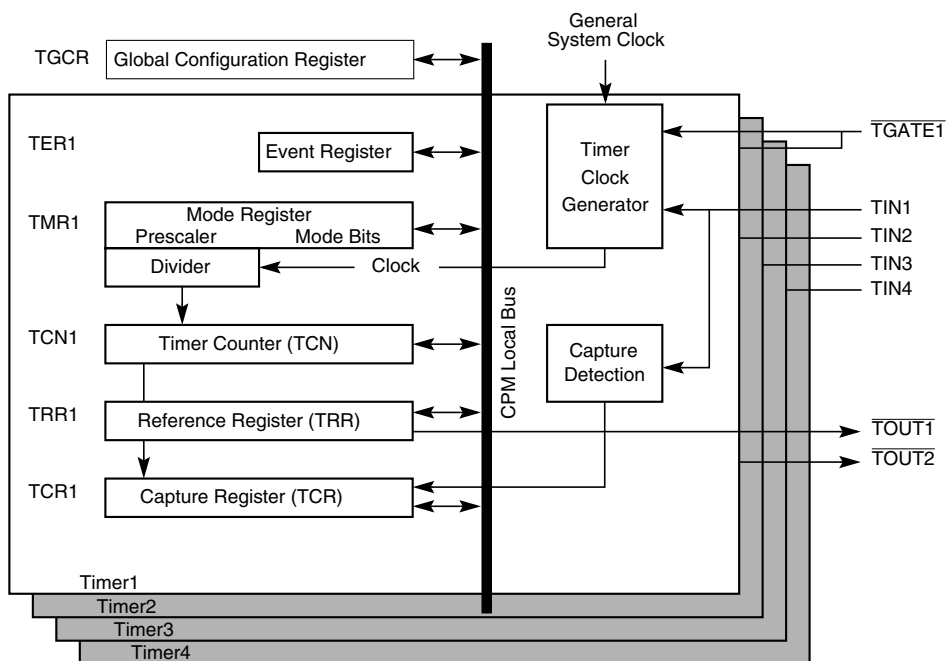 General
System Clock
TGCR
Global Configuration Register
TER1
Event Register
Timer
Clock
Generator
TGATE1
TMR1
Mode Register
Prescaler
Mode Bits
Divider
Clock
TIN1
TIN2
TIN3
TIN4
TCN1
Timer Counter (TCN)
CPM Local Bus
Capture
Detection
TRR1
Reference Register (TRR)
TOUT1
TOUT2
TCR1
Capture Register (TCR)
Timer1
Timer2
Timer3
Timer4